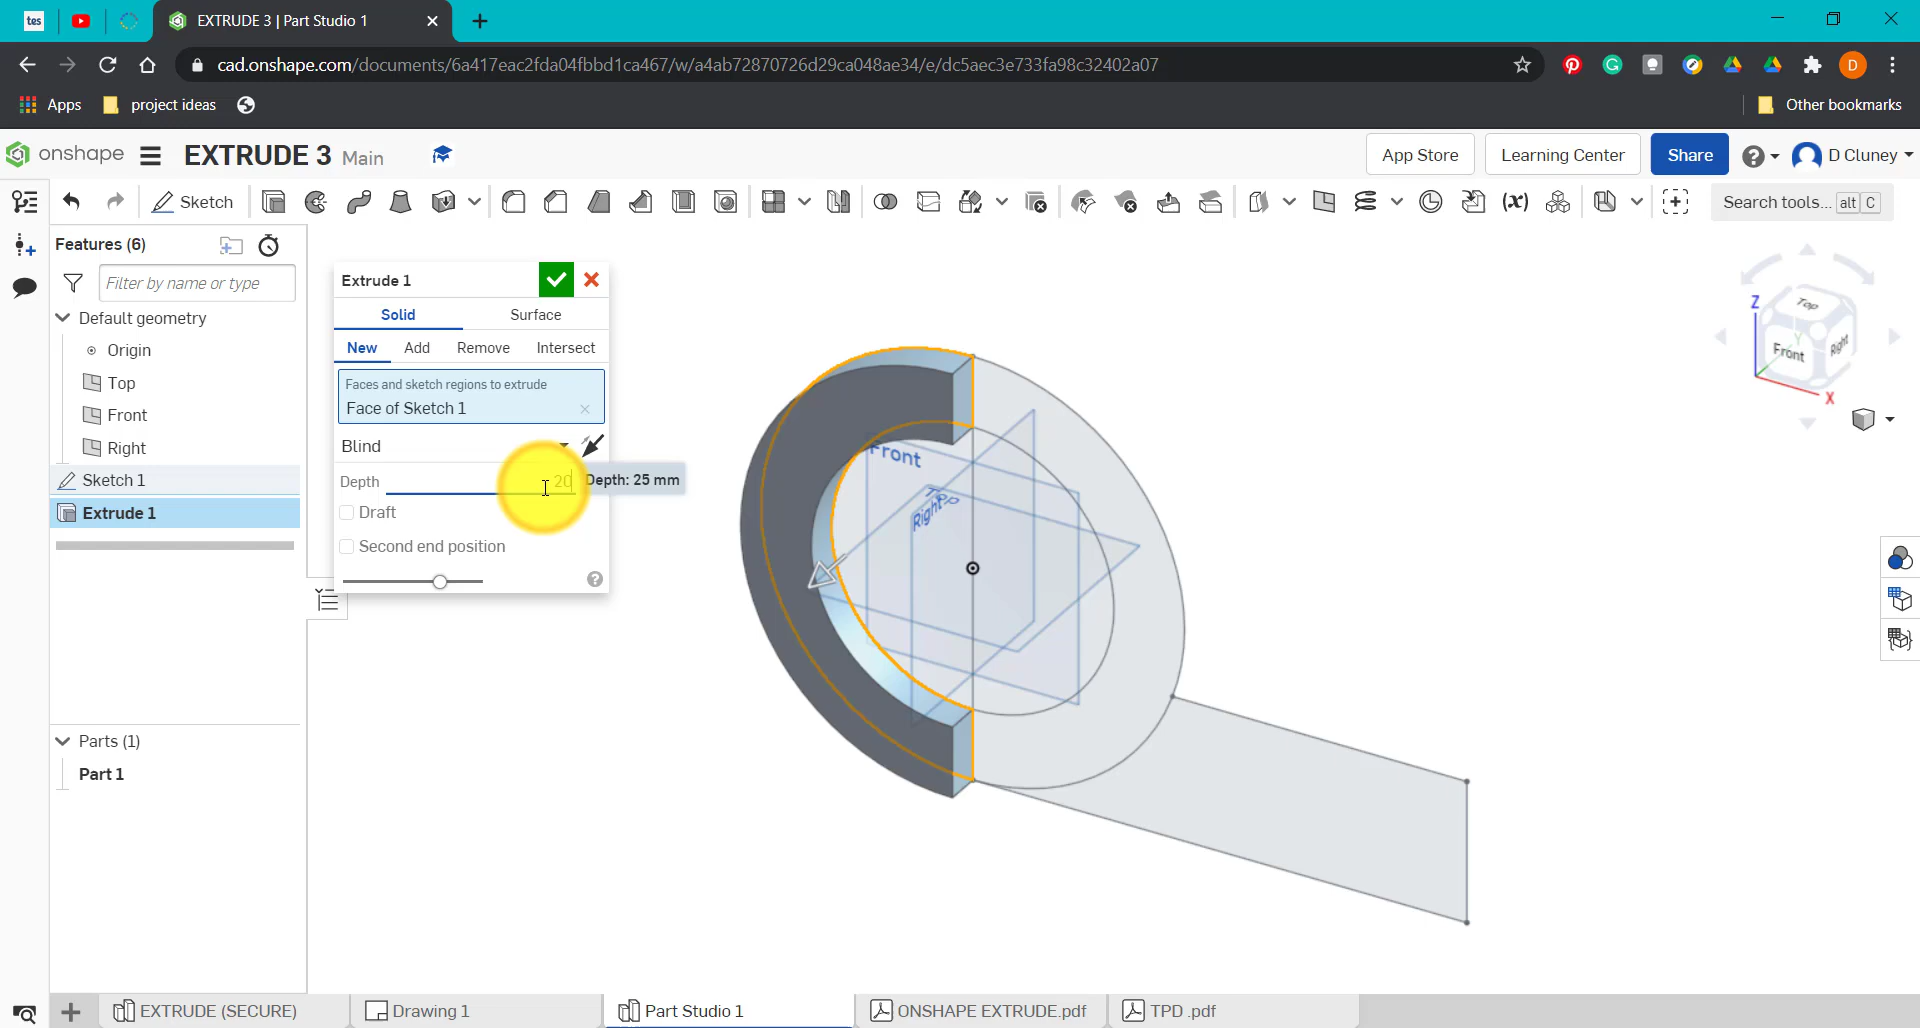 tes
EXTRUDE 3 | Part Studio 1
cad.onshape.com/documents/6a417eac2fda04fbbd1ca467/w/a4ab72870726d29ca048ae34/e/dc5aec3e733fa98c32402a07
D
Apps
project ideas
Other bookmarks
onshape
EXTRUDE 3 Main
App Store
Learning Center
Share
D Cluney
Sketch
(x)
Search tools... alt C
Features (6)
Filter by name or type
Default geometry
Origin
Top
Front
Right
Sketch 1
Extrude 1
Parts (1)
Part 1
Extrude 1
Solid
Surface
New
Add
Remove
Intersect
Faces and sketch regions to extrude
Face of Sketch 1
Blind
Depth
20
Depth: 25 mm
Draft
Second end position
Front
Top
Right
Z
Top
Y
Front
Right
X
EXTRUDE (SECURE)
Drawing 1
Part Studio 1
ONSHAPE EXTRUDE.pdf
TPD .pdf